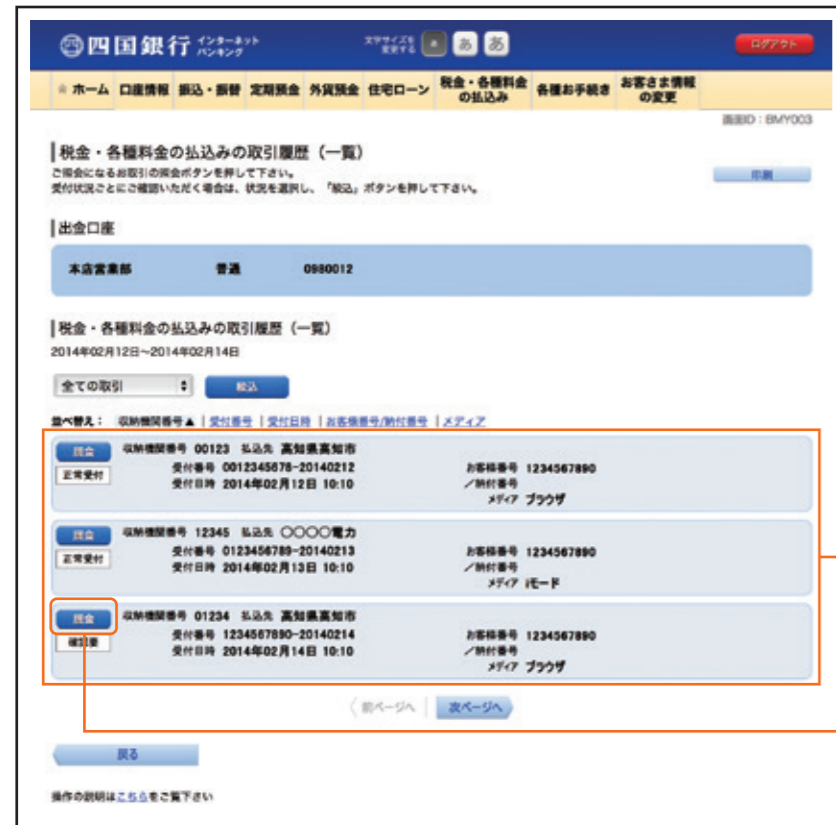 四国銀行 インターネット バンキング 文字サイズを変更する あ あ あ ログアウト
ホーム 口座情報 振込・振替 定期預金 外貨預金 住宅ローン 税金・各種料金の払込み 各種お手続き お客さま情報の変更
画面ID：BMY003
税金・各種料金の払込みの取引履歴（一覧）
ご照会になるお取引の照会ボタンを押して下さい。
受付状況ごとにご確認いただく場合は、状況を選択し、「絞込」ボタンを押して下さい。
印刷
出金口座
本店営業部 普通 0980012
税金・各種料金の払込みの取引履歴（一覧）
2014年02月12日～2014年02月14日
全ての取引 絞込
並べ替え： 収納機関番号▲ | 受付番号 | 受付日時 | お客様番号/納付番号 | メディア
照会 収納機関番号 00123 払込先 高知県高知市
正常受付 受付番号 0012345678-20140212 お客様番号 1234567890
受付日時 2014年02月12日 10:10 ／納付番号
メディア ブラウザ
照会 収納機関番号 12345 払込先 〇〇〇〇電力
正常受付 受付番号 0123456789-20140213 お客様番号 1234567890
受付日時 2014年02月13日 10:10 ／納付番号
メディア iモード
照会 収納機関番号 01234 払込先 高知県高知市
確認要 受付番号 1234567890-20140214 お客様番号 1234567890
受付日時 2014年02月14日 10:10 ／納付番号
メディア ブラウザ
前ページへ | 次ページへ
戻る
操作の説明はこちらをご覧下さい